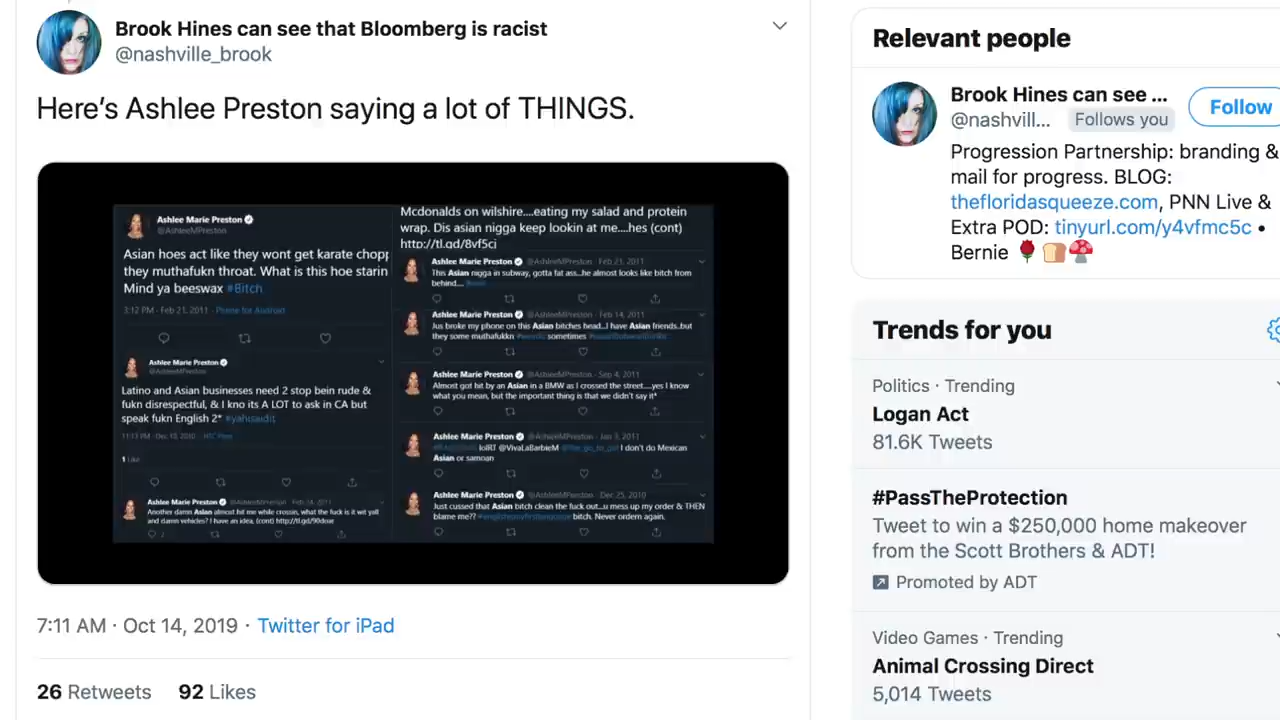 Brook Hines can see that Bloomberg is racist
@nashville_brook
Here's Ashlee Preston saying a lot of THINGS.
Ashlee Marie Preston
@AshleeMPreston
Asian hoes act like they wont get karate chopp
they muthafukn throat. What is this hoe starin
Mind ya beeswax #Bitch
3:12 PM · Feb 21, 2011 ·
Ashlee Marie Preston
@AshleeMPreston
Latino and Asian businesses need 2 stop bein rude &
fukn disrespectful, & I kno its A LOT to ask in CA but
speak fukn English 2*
11:13 PM · Dec 10, 2010 ·
1 Like
Ashlee Marie Preston @AshleeMPreston
Another damn Asian almost hit me while crossin, what the fuck is it wit yall
and damn vehicles? I have an idea, (cont)
Mcdonalds on wilshire....eating my salad and protein
wrap. Dis asian nigga keep lookin at me....hes (cont)
http://tl.gd/8vf5cj
Ashlee Marie Preston @AshleeMPreston · Feb 21, 2011
This Asian nigga in subway, gotta fat ass...he almost looks like bitch from
behind....
Ashlee Marie Preston @AshleeMPreston · Feb 14, 2011
Jus broke my phone on this Asian bitches head...I have Asian friends..but
they some muthafukkn sometimes
Ashlee Marie Preston @AshleeMPreston · Sep 4, 2011
Almost got hit by an Asian in a BMW as I crossed the street....yes I know
what you mean, but the important thing is that we didn't say it*
Ashlee Marie Preston @AshleeMPreston · Jan 3, 2011
lolRT @VivaLaBarbieM I don't do Mexican
Asian or samoan
Ashlee Marie Preston @AshleeMPreston · Dec 25, 2010
Just cussed that Asian bitch clean the fuck out..u mess up my order & THEN
blame me?? bitch. Never ordern again.
7:11 AM · Oct 14, 2019 · Twitter for iPad
26 Retweets 92 Likes
Relevant people
Brook Hines can see ...
@nashvill... Follows you
Follow
Progression Partnership: branding &
mail for progress. BLOG:
thefloridasqueeze.com, PNN Live &
Extra POD: tinyurl.com/y4vfmc5c •
Bernie
Trends for you
Politics · Trending
Logan Act
81.6K Tweets
#PassTheProtection
Tweet to win a $250,000 home makeover
from the Scott Brothers & ADT!
Promoted by ADT
Video Games · Trending
Animal Crossing Direct
5,014 Tweets